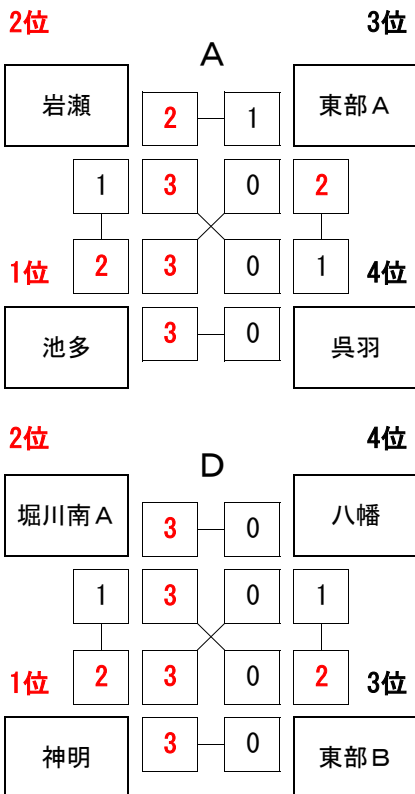 2位 3位
A
岩瀬 2 1 東部A
1 3 0 2
1位 2 3 0 1 4位
池多 3 0 呉羽
2位 4位
D
堀川南A 3 0 八幡
1 3 0 1
1位 2 3 0 2 3位
神明 3 0 東部B